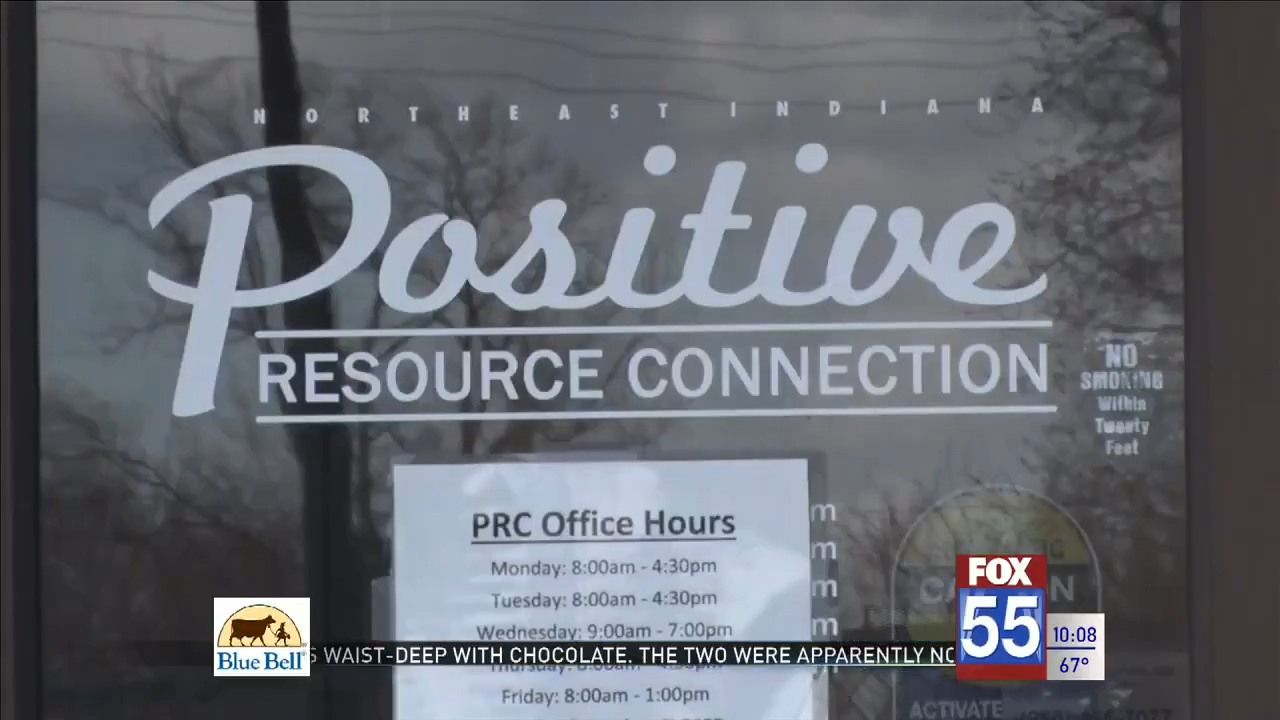 NORTHEAST INDIANA
Positive
RESOURCE CONNECTION
NO
SMOKING
Within
Twenty
Feet
PRC Office Hours
Monday: 8:00am - 4:30pm
Tuesday: 8:00am - 4:30pm
Wednesday: 9:00am - 7:00pm
Friday: 8:00am - 1:00pm
m
m
m
m
ACTIVATE
Blue Bell
S WAIST-DEEP WITH CHOCOLATE. THE TWO WERE APPARENTLY NO
FOX
55
10:08
67°